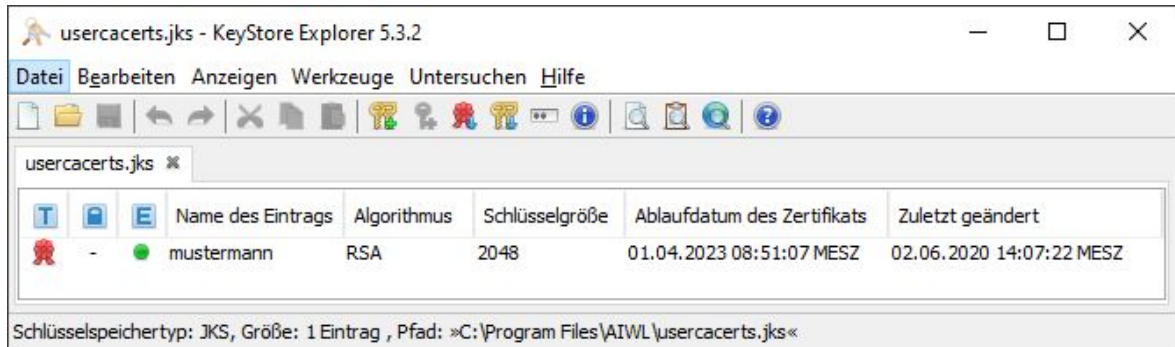 usercacerts.jks - KeyStore Explorer 5.3.2
Datei Bearbeiten Anzeigen Werkzeuge Untersuchen Hilfe
usercacerts.jks
T E Name des Eintrags Algorithmus Schlüsselgröße Ablaufdatum des Zertifikats Zuletzt geändert
- mustermann RSA 2048 01.04.2023 08:51:07 MESZ 02.06.2020 14:07:22 MESZ
Schlüsselspeichertyp: JKS, Größe: 1 Eintrag , Pfad: »C:\Program Files\AIWL\usercacerts.jks«